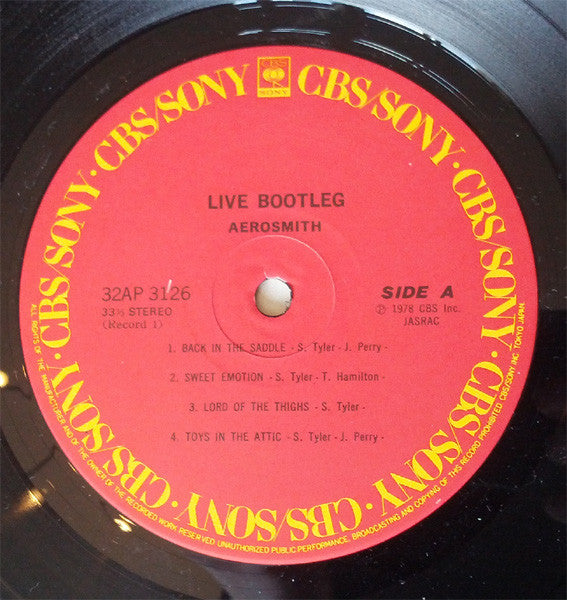 CBS/SONY · CBS/SONY · CBS/SONY · CBS/SONY · CBS/SONY · CBS/SONY · CBS/SONY · CBS/SONY
CBS
SONY
LIVE BOOTLEG
AEROSMITH
32AP 3126
33⅓ STEREO
(Record 1)
SIDE A
Ⓟ 1978 CBS Inc.
JASRAC
1. BACK IN THE SADDLE - S. Tyler - J. Perry -
2. SWEET EMOTION - S. Tyler - T. Hamilton -
3. LORD OF THE THIGHS - S. Tyler -
4. TOYS IN THE ATTIC - S. Tyler - J. Perry -
ALL RIGHTS OF THE MANUFACTURER AND OF THE OWNER OF THE RECORDED WORK RESERVED UNAUTHORIZED PUBLIC PERFORMANCE, BROADCASTING AND COPYING OF THIS RECORD PROHIBITED CBS/SONY INC. TOKYO JAPAN.